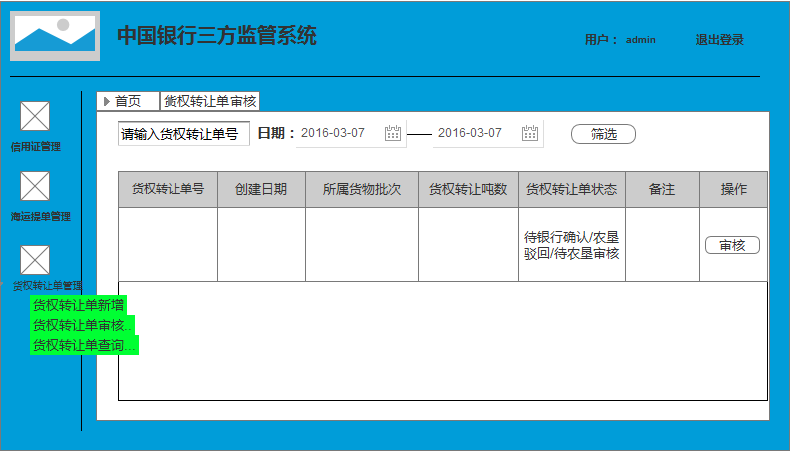 中国银行三方监管系统
用户： admin
退出登录
首页
货权转让单审核
请输入货权转让单号
日期： 2016-03-07 2016-03-07
筛选
信用证管理
海运提单管理
货权转让单管理
货权转让单新增
货权转让单审核..
货权转让单查询...
货权转让单号 创建日期 所属货物批次 货权转让吨数 货权转让单状态 备注 操作
待银行确认/农垦
驳回/待农垦审核
审核